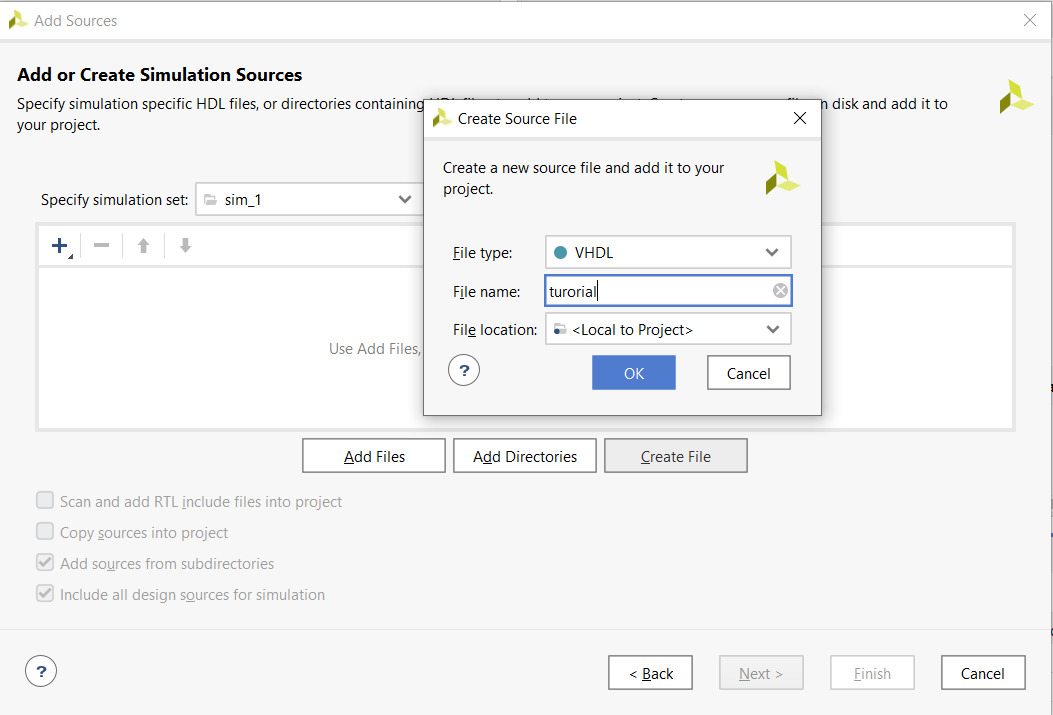 Add Sources
Add or Create Simulation Sources
Specify simulation specific HDL files, or directories containing
n disk and add it to
your project.
Specify simulation set:
sim_1
Use Add Files,
Create Source File
Create a new source file and add it to your
project.
File type:
VHDL
File name:
turorial
File location:
<Local to Project>
?
OK
Cancel
Add Files
Add Directories
Create File
Scan and add RTL include files into project
Copy sources into project
Add sources from subdirectories
Include all design sources for simulation
?
< Back
Next >
Finish
Cancel